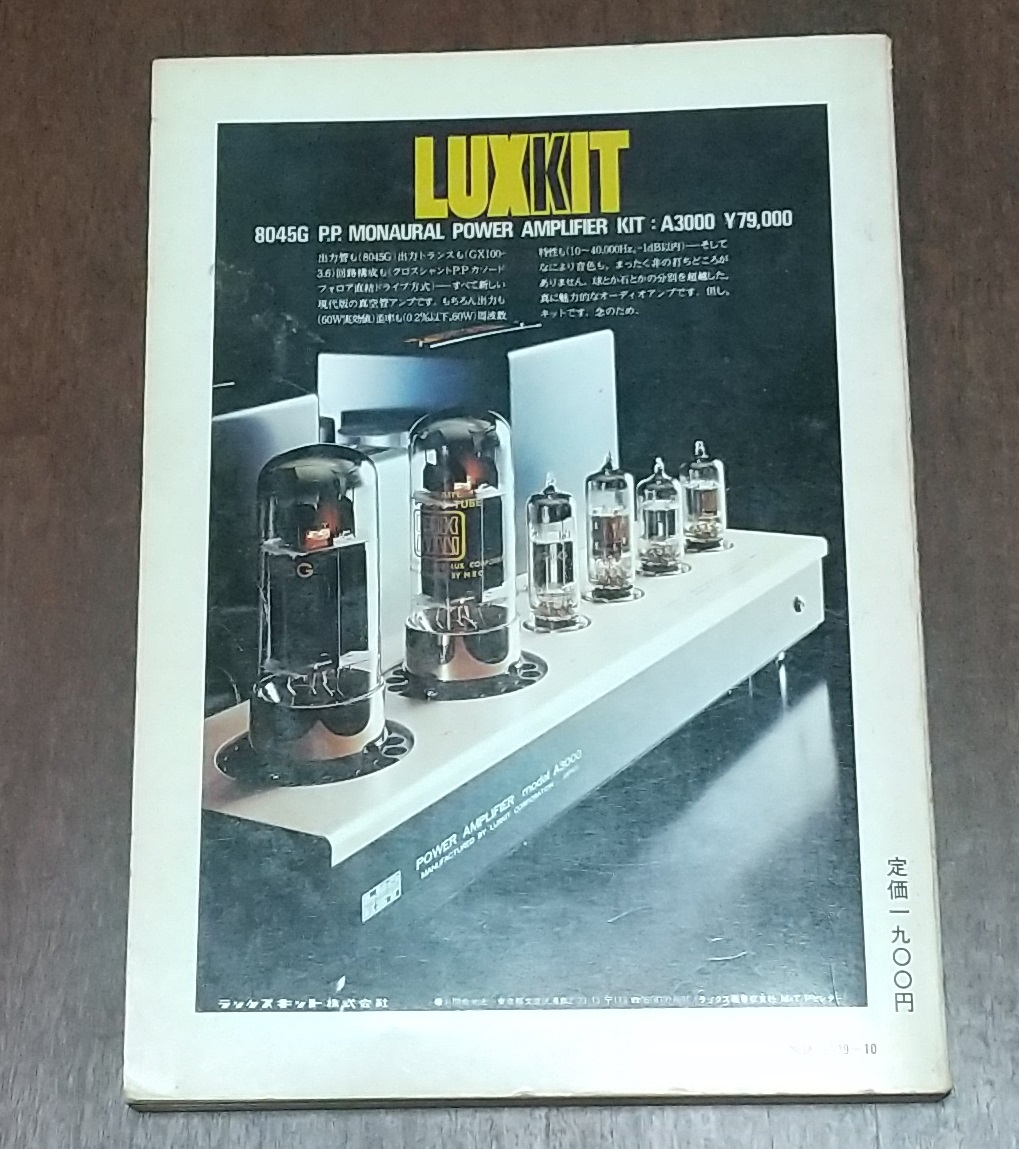 LUXKIT
8045G P.P. MONAURAL POWER AMPLIFIER KIT : A3000 Y79,000
出力管も(8045G)出力トランスも(GX100-
3.6)回路構成も(クロスシャントP.P.カソード
フォロア直結ドライブ方式)──すべて新しい
現代版の真空管アンプです。もちろん出力も
(60W実効値)歪率も(0.2%以下,60W)周波数
特性も(10〜40,000Hz,-1dB以内)──そして
なにより音色も、まったく非の打ちどころが
ありません。球とか石とかの分別を超越した、
真に魅力的なオーディオアンプです。但し、
キットです。念のため。
G
TUBE
LUX
BY NEC
POWER AMPLIFIER model A3000
MANUFACTURED BY LUXKIT CORPORATION JAPAN
ラックスキット株式会社
定価一九〇〇円
-10